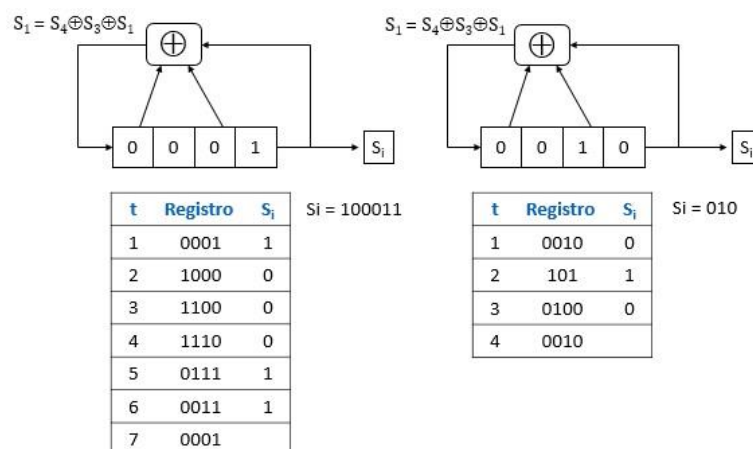 S₁ = S₄⊕S₃⊕S₁
⊕
0 0 0 1
Sᵢ
t Registro Sᵢ
1 0001 1
2 1000 0
3 1100 0
4 1110 0
5 0111 1
6 0011 1
7 0001
Si = 100011
S₁ = S₄⊕S₃⊕S₁
⊕
0 0 1 0
Sᵢ
t Registro Sᵢ
1 0010 0
2 101 1
3 0100 0
4 0010
Si = 010